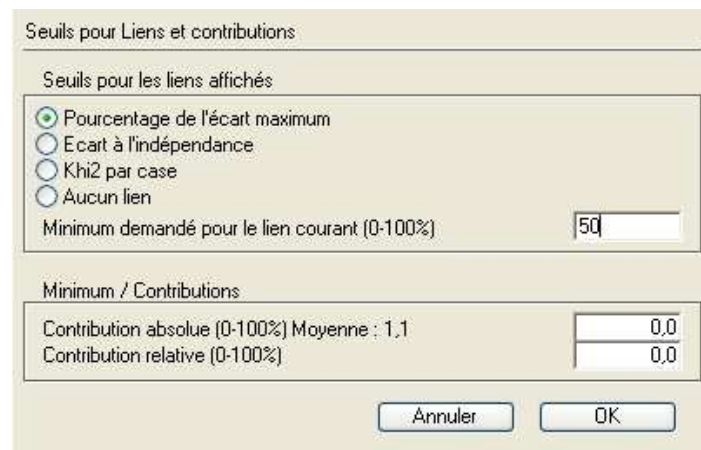 Seuils pour Liens et contributions
Seuils pour les liens affichés
Pourcentage de l'écart maximum
Ecart à l'indépendance
Khi2 par case
Aucun lien
Minimum demandé pour le lien courant (0-100%) 50
Minimum / Contributions
Contribution absolue (0-100%) Moyenne : 1,1 0,0
Contribution relative (0-100%) 0,0
Annuler OK